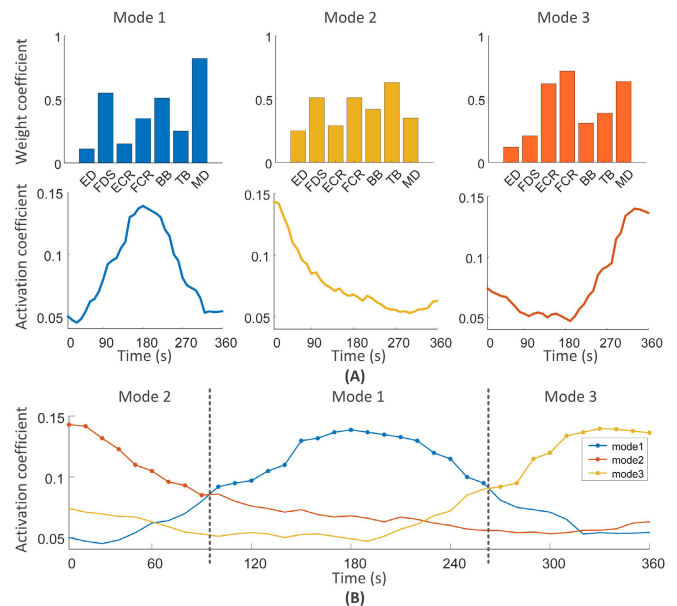 Mode 1 Mode 2 Mode 3
Weight coefficient
1 1 1
0.5 0.5 0.5
0 0 0
ED FDS ECR FCR BB TB MD ED FDS ECR FCR BB TB MD ED FDS ECR FCR BB TB MD
Activation coefficient
0.15 0.15 0.15
0.1 0.1 0.1
0.05 0.05 0.05
0 90 180 270 360 0 90 180 270 360 0 90 180 270 360
Time (s) Time (s) Time (s)
(A)
Mode 2 Mode 1 Mode 3
Activation coefficient
0.15
0.1
0.05
mode1
mode2
mode3
0 60 120 180 240 300 360
Time (s)
(B)